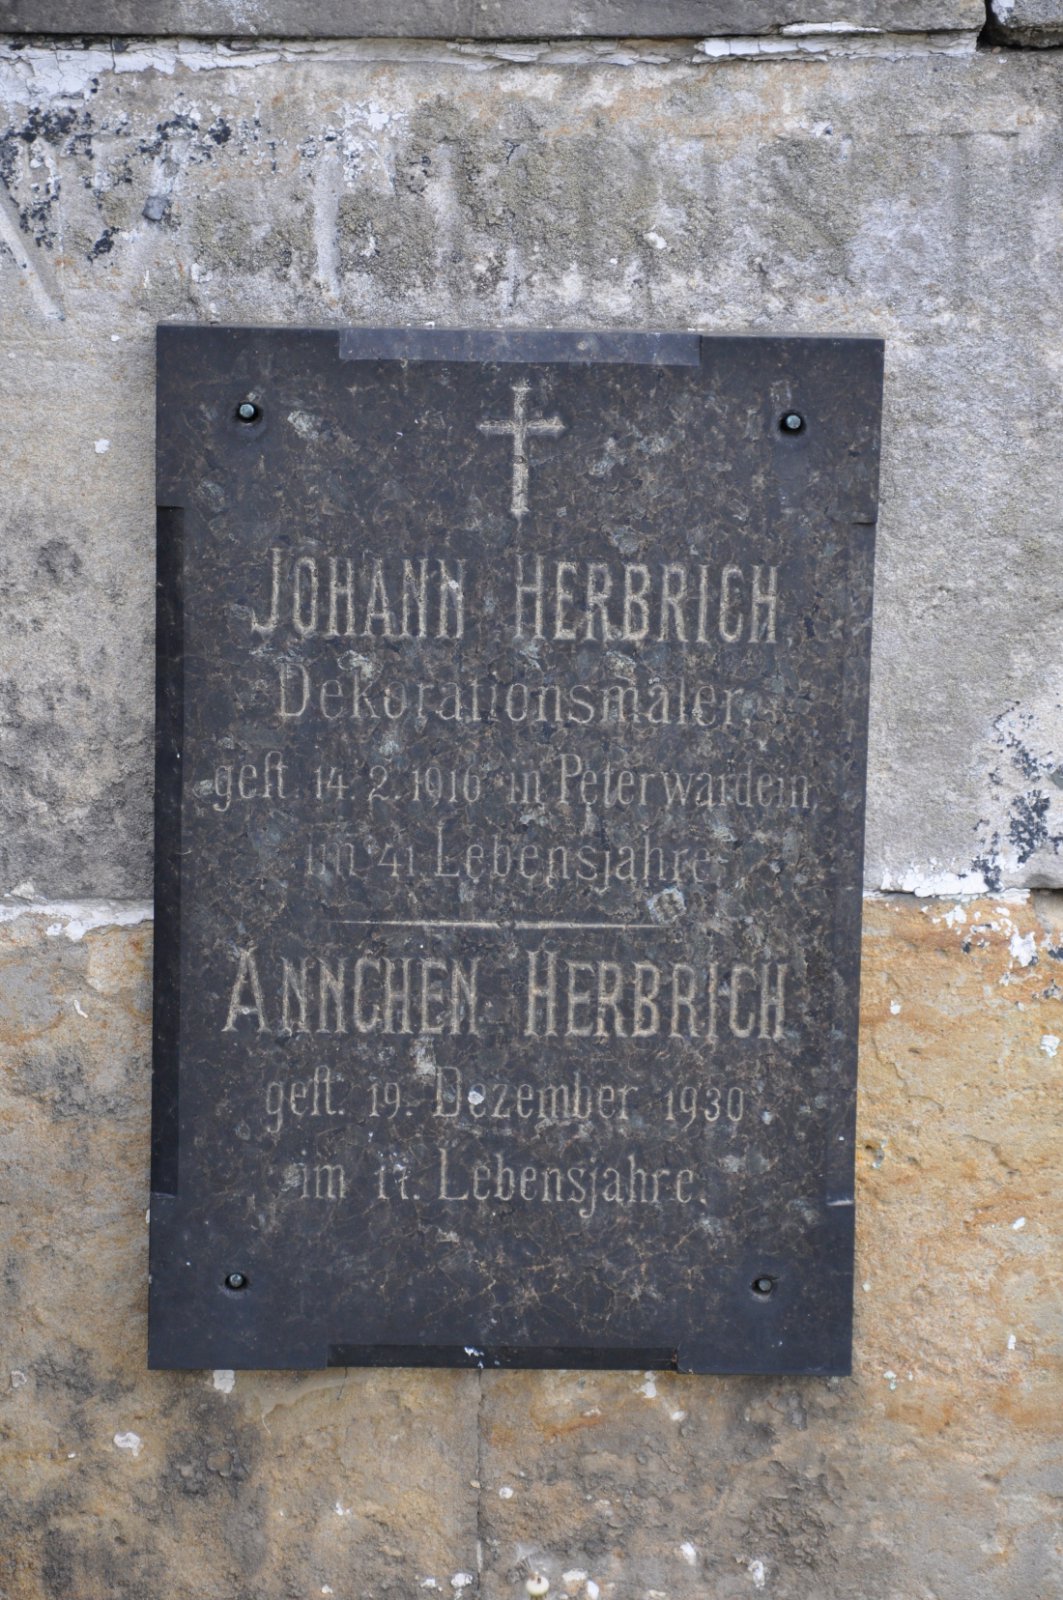 JOHANN HERBRICH,
Dekorationsmaler,
gest. 14. 2. 1916 in Peterwardein,
im 41. Lebensjahre.
ANNCHEN HERBRICH
gest. 19. Dezember 1930
im 17. Lebensjahre.